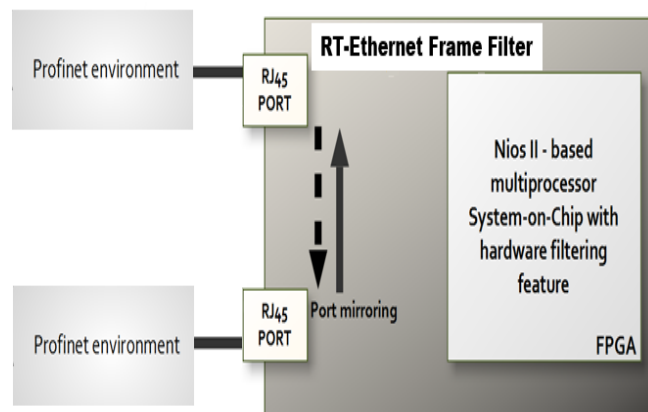 RT-Ethernet Frame Filter
Profinet environment
RJ45
PORT
Nios II - based
multiprocessor
System-on-Chip with
hardware filtering
feature
FPGA
Port mirroring
RJ45
PORT
Profinet environment